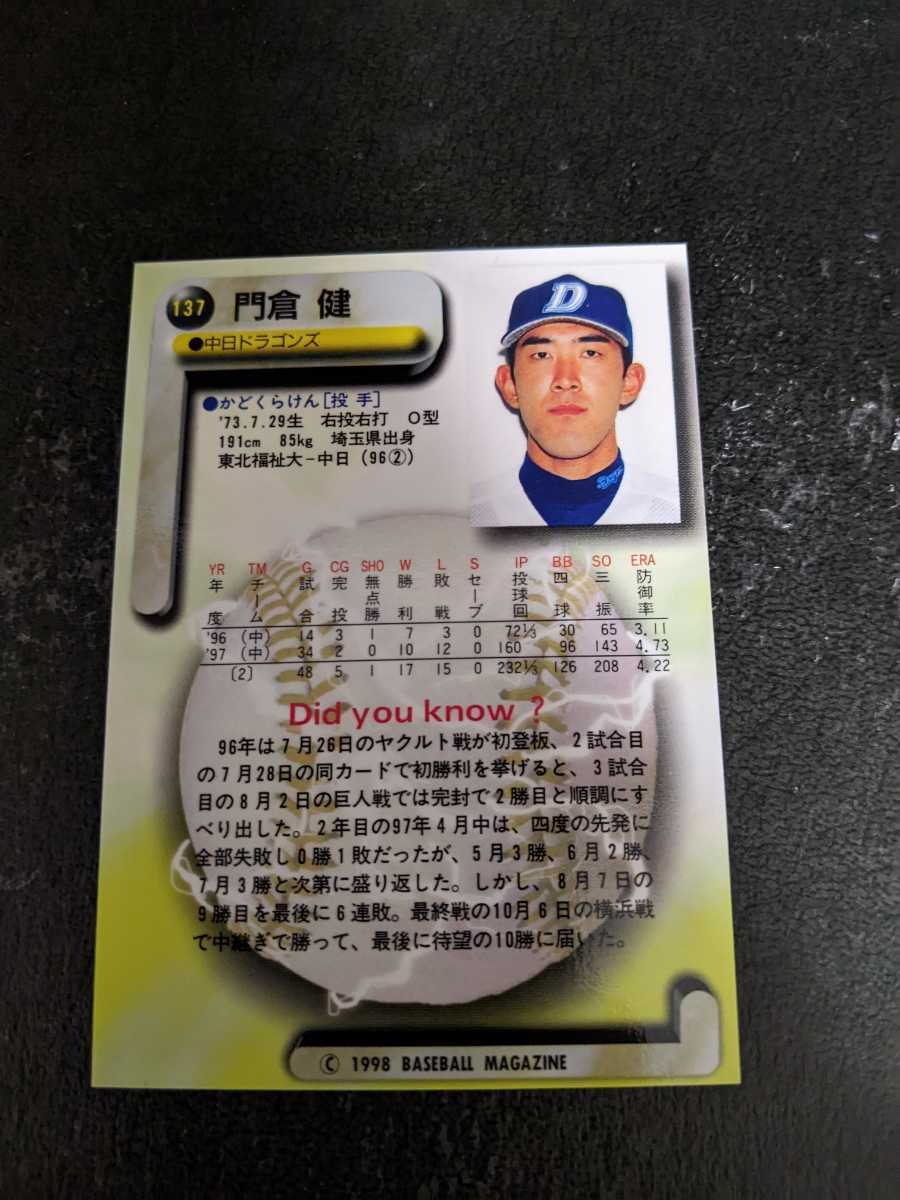 137 門倉 健
●中日ドラゴンズ
D
●かどくらけん[投 手]
'73.7.29生 右投右打 O型
191cm 85kg 埼玉県出身
東北福祉大−中日 (96②)
YR TM G CG SHO W L S IP BB SO ERA
年度 チーム 試合 完投 無点勝 勝利 敗戦 セーブ 投球回 四球 三振 防御率
'96 (中) 14 3 1 7 3 0 72⅓ 30 65 3.11
'97 (中) 34 2 0 10 12 0 160 96 143 4.73
〔2〕 48 5 1 17 15 0 232⅓ 126 208 4.22
Did you know ?
96年は7月26日のヤクルト戦が初登板、2試合目
の7月28日の同カードで初勝利を挙げると、3試合
目の8月2日の巨人戦では完封で2勝目と順調にす
べり出した。2年目の97年4月中は、四度の先発に
全部失敗し0勝1敗だったが、5月3勝、6月2勝、
7月3勝と次第に盛り返した。しかし、8月7日の
9勝目を最後に6連敗。最終戦の10月6日の横浜戦
で中継ぎで勝って、最後に待望の10勝に届いた。
© 1998 BASEBALL MAGAZINE